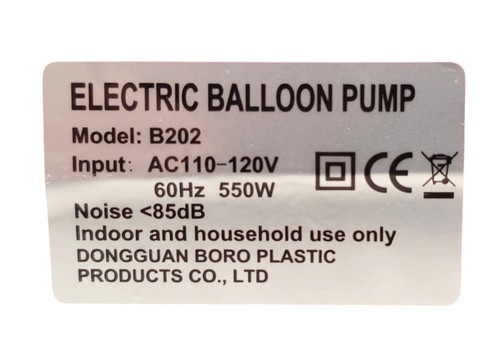 ELECTRIC BALLOON PUMP
Model: B202
Input: AC110-120V
60Hz 550W
CE
Noise <85dB
Indoor and household use only
DONGGUAN BORO PLASTIC
PRODUCTS CO., LTD